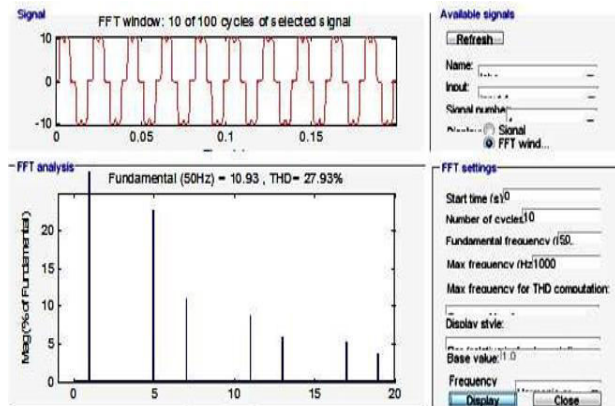 Signal
FFT window: 10 of 100 cycles of selected signal
10
0
-10
0
0.05
0.1
0.15
Available signals
Refresh
Name:
Input:
Signal number:
Signal
FFT wind...
FFT analysis
Fundamental (50Hz) = 10.93 , THD= 27.93%
Mag (% of Fundamental)
20
15
10
5
0
0
5
10
15
20
FFT settings
Start time (s): 0
Number of cycles: 10
Fundamental frequency
Max frequency (Hz 1000
Max frequency for THD computation:
Display style:
Base value: 1.0
Frequency
Display
Close